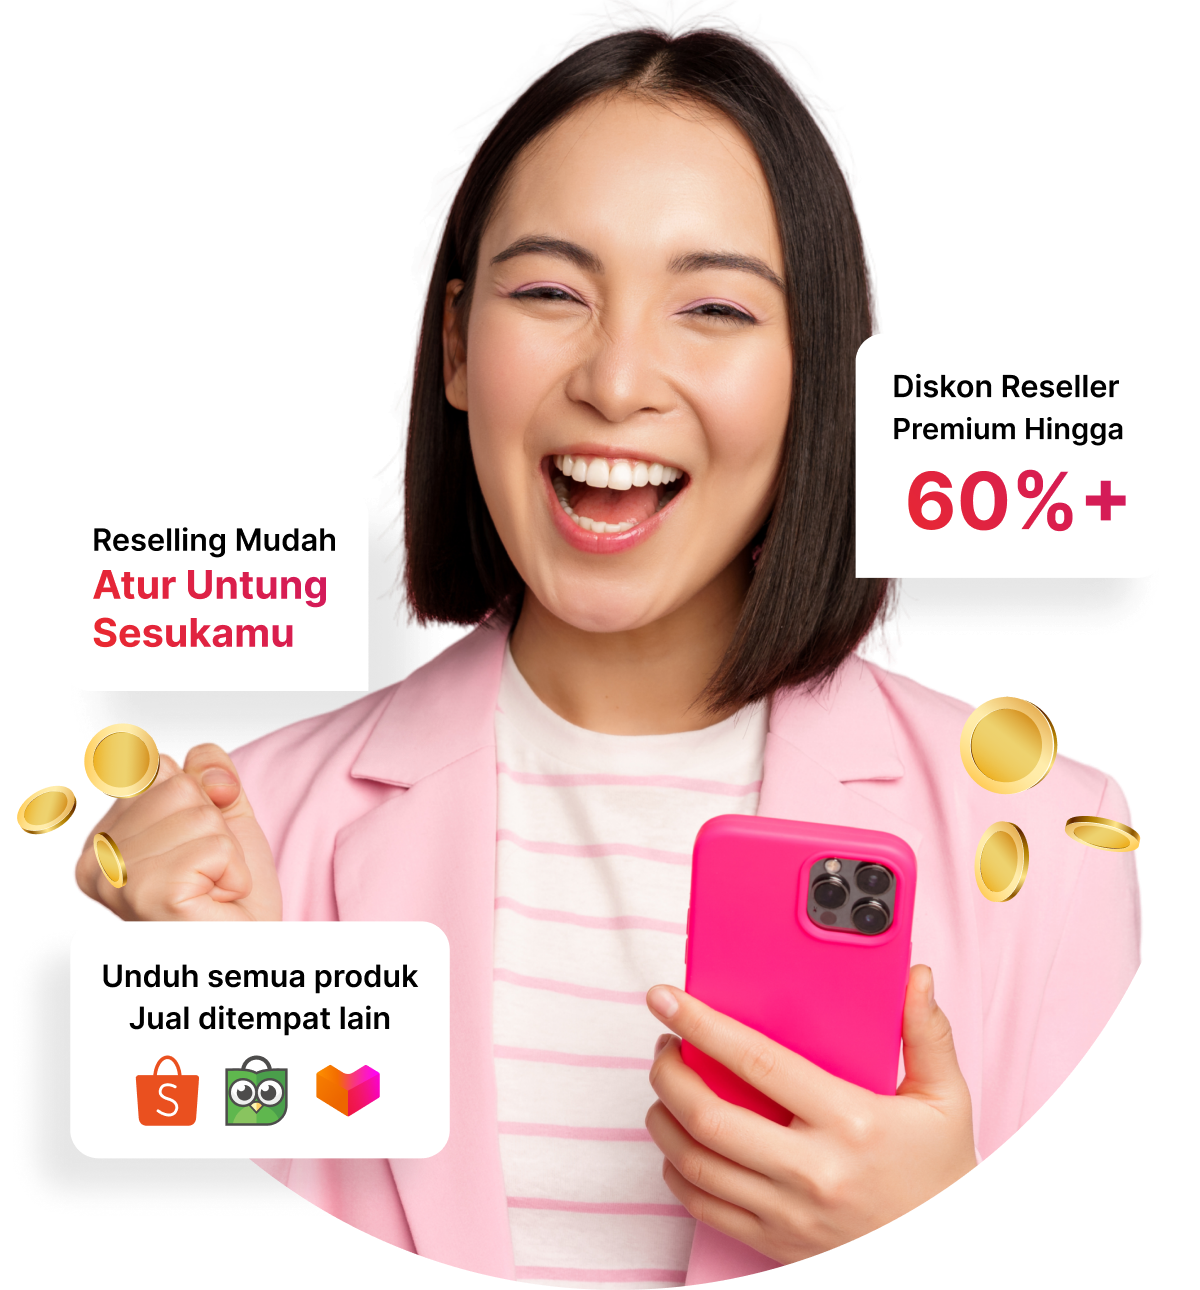 Diskon Reseller
Premium Hingga
60%+
Reselling Mudah
Atur Untung
Sesukamu
Unduh semua produk
Jual ditempat lain
S